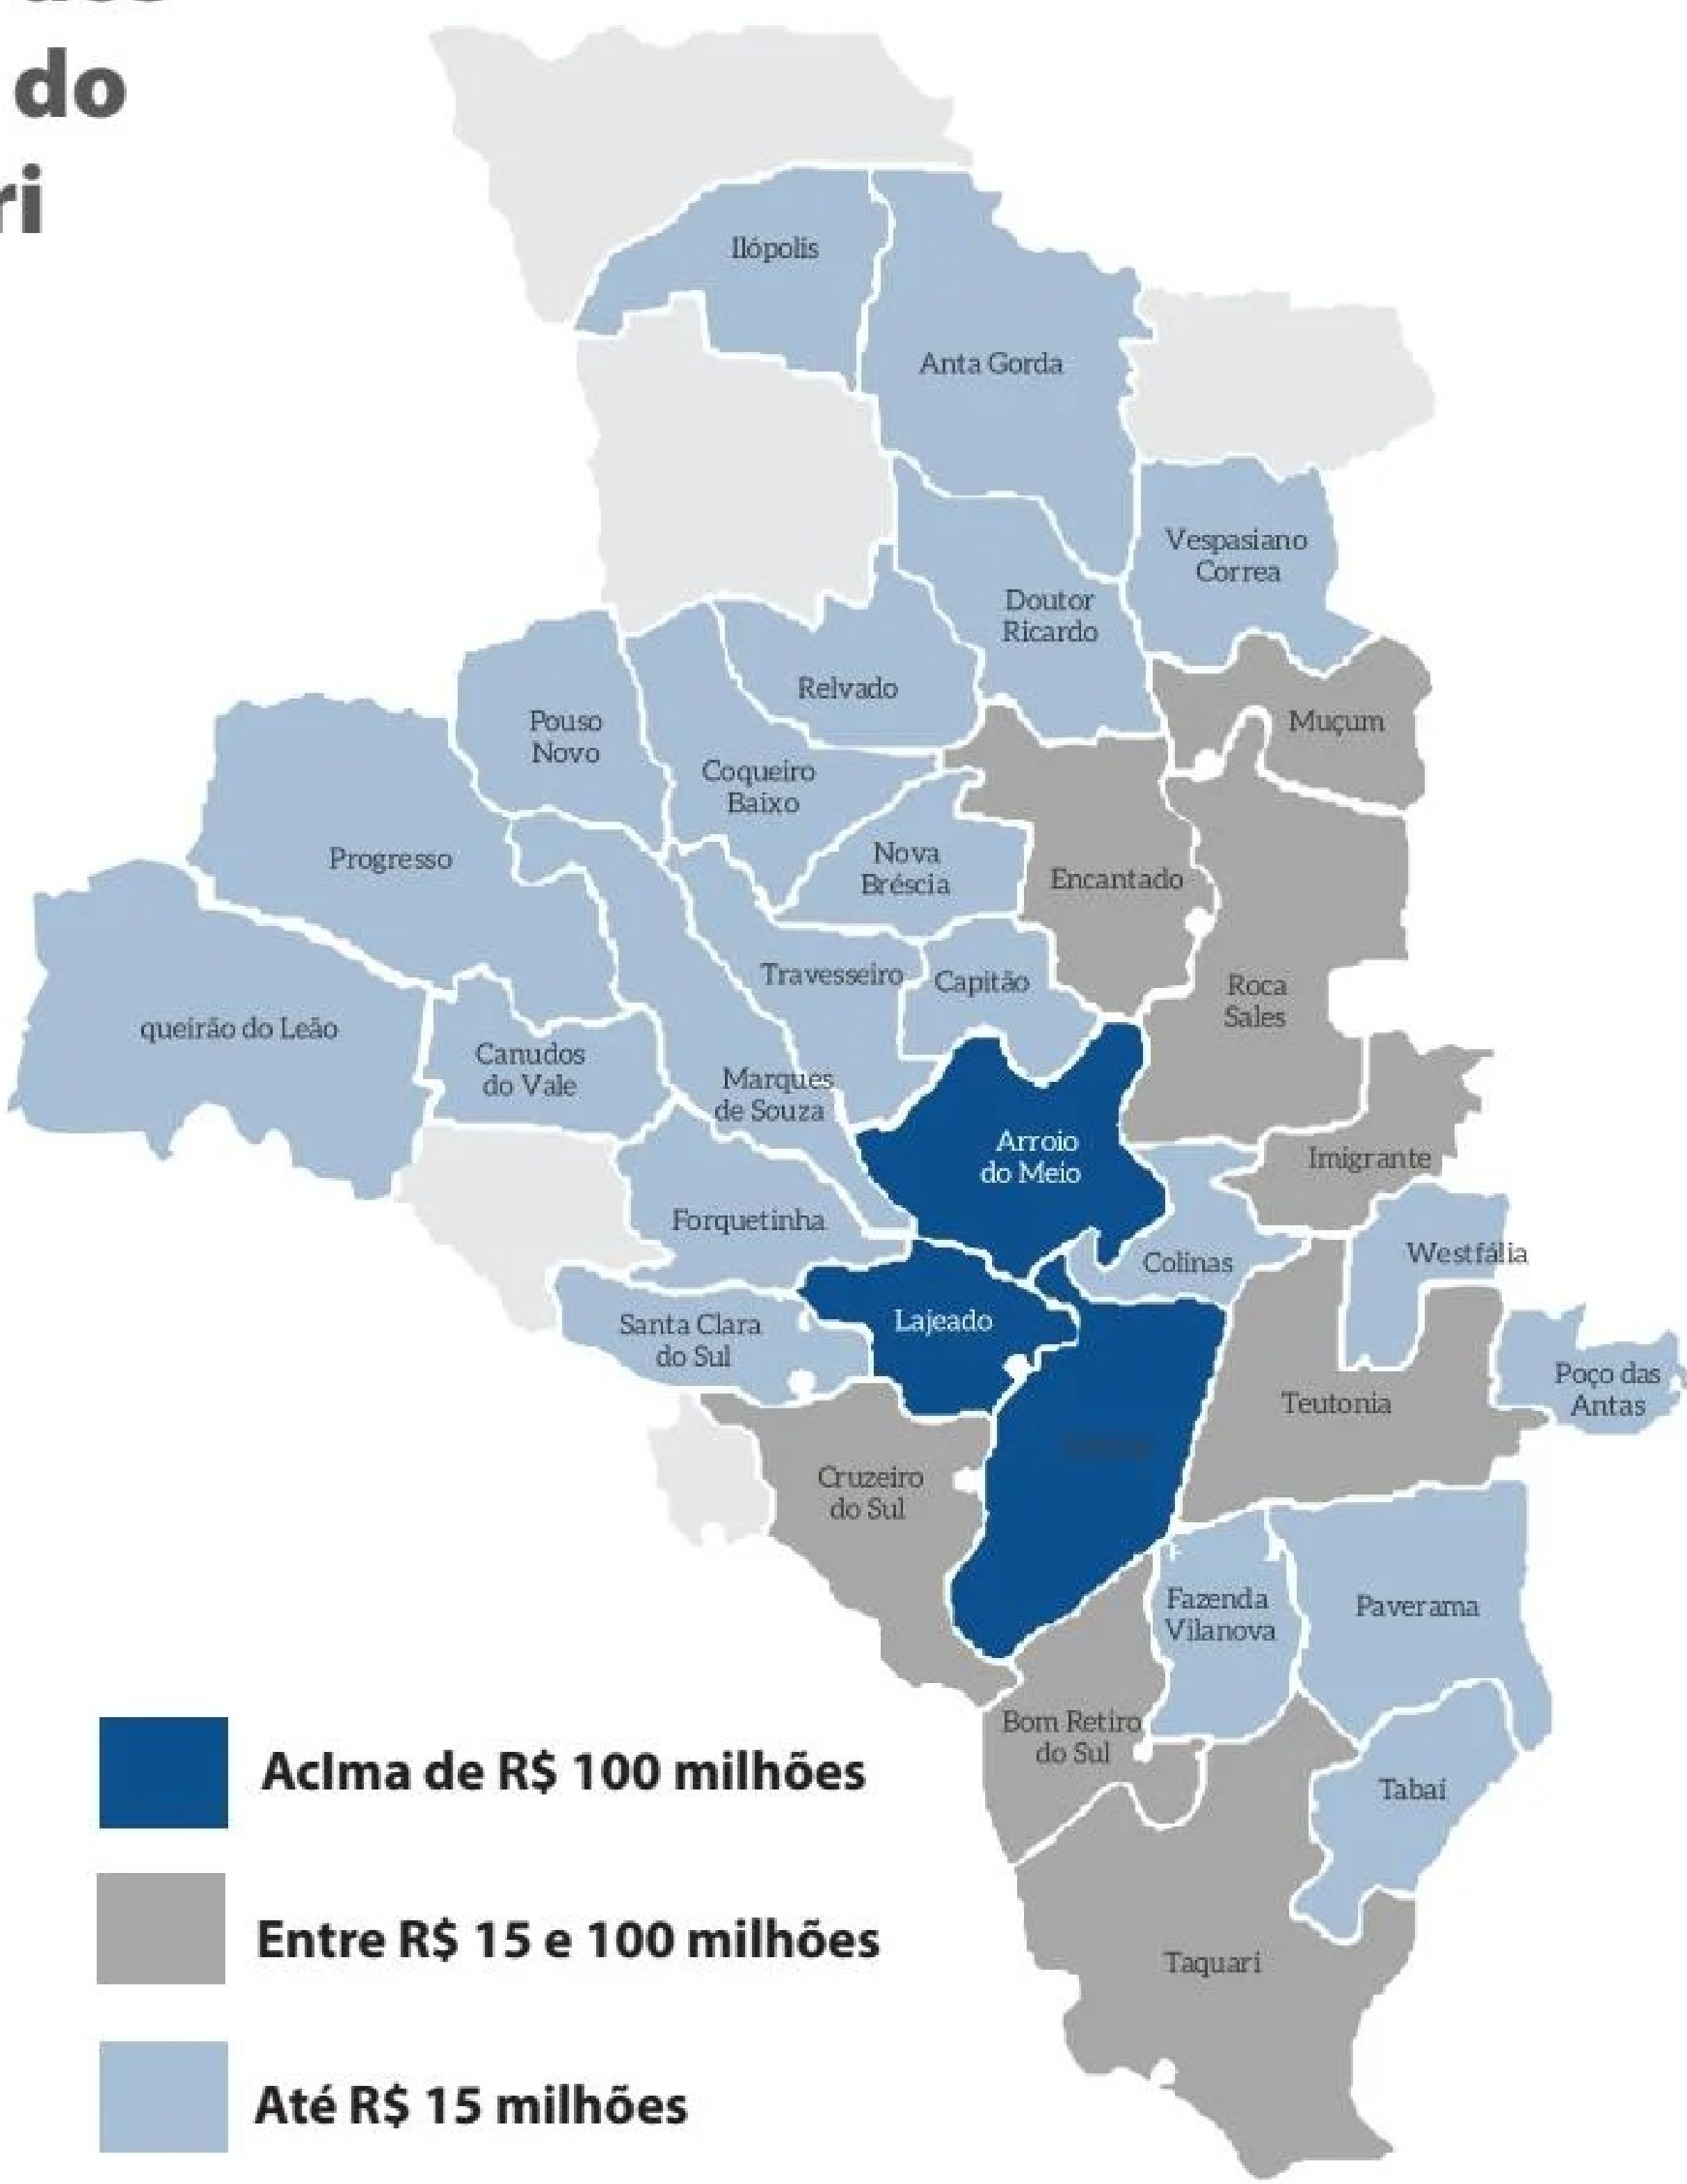 do
ri
Ilópolis
Anta Gorda
Vespasiano
Correa
Doutor
Ricardo
Relvado
Muçum
Pouso
Novo
Coqueiro
Baixo
Progresso
Nova
Bréscia
Encantado
Travesseiro
Capitão
Roca
Sales
queirão do Leão
Canudos
do Vale
Marques
de Souza
Arroio
do Meio
Imigrante
Forquetinha
Colinas
Westfália
Santa Clara
do Sul
Lajeado
Poço das
Antas
Teutonia
Cruzeiro
do Sul
Fazenda
Vilanova
Paverama
Bom Retiro
do Sul
Tabaí
Taquari
AcIma de R$ 100 milhões
Entre R$ 15 e 100 milhões
Até R$ 15 milhões